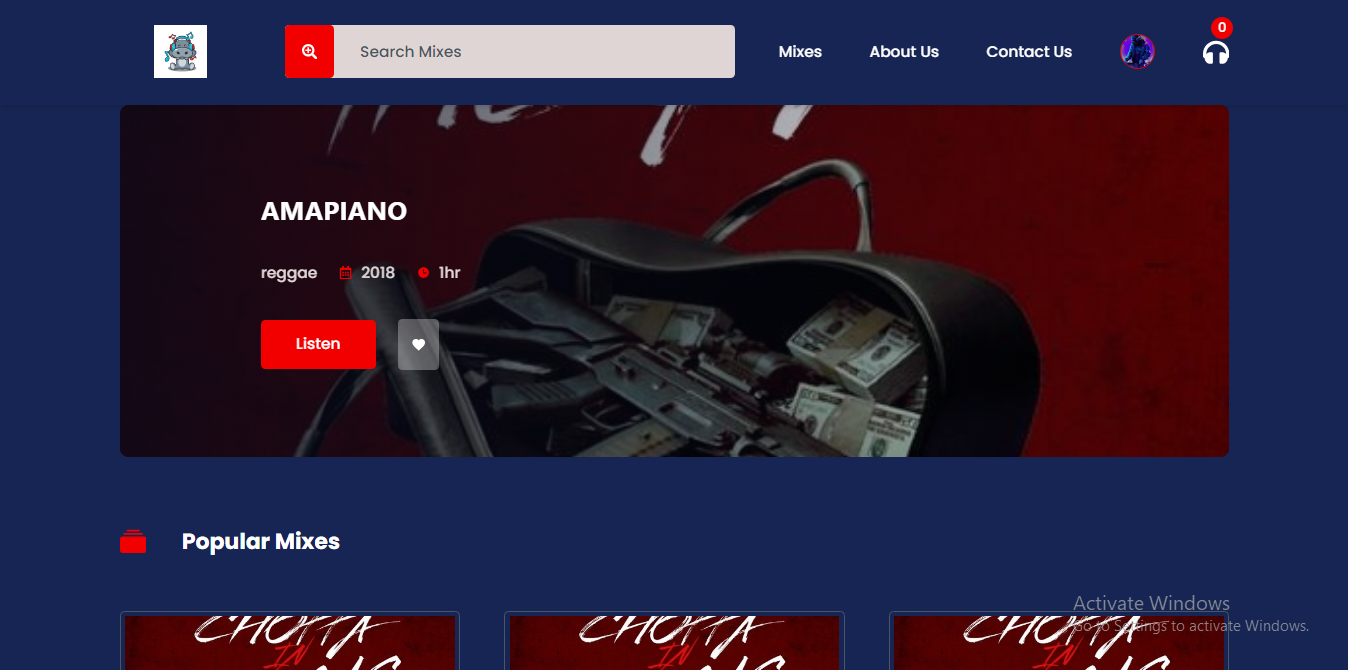 0
Search Mixes
Mixes
About Us
Contact Us
AMAPIANO
reggae 2018 1hr
Listen
Popular Mixes
CHOPPA CHOPPA CHOPPA
IN IN IN
Activate Windows
Go to Settings to activate Windows.